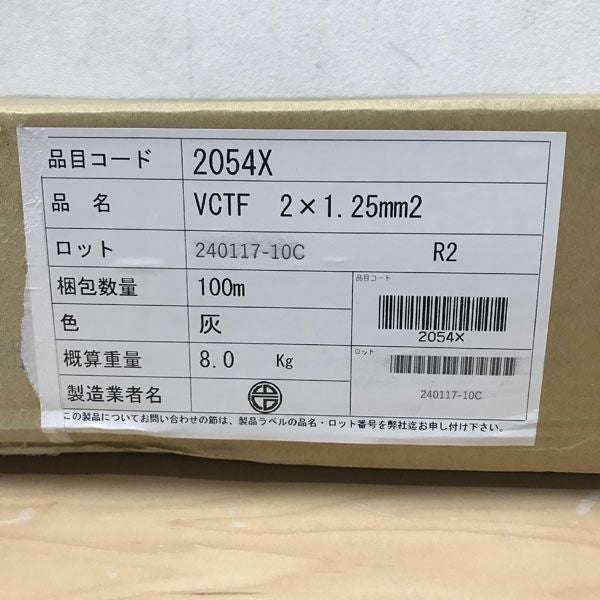 品目コード 2054X
品 名 VCTF 2×1.25mm2
ロット 240117-10C R2
梱包数量 100m
品目コード
2054X
色 灰
概算重量 8.0 Kg
ロット
240117-10C
製造業者名
この製品についてお問い合わせの節は、製品ラベルの品名・ロット番号を弊社迄お申し付け下さい。